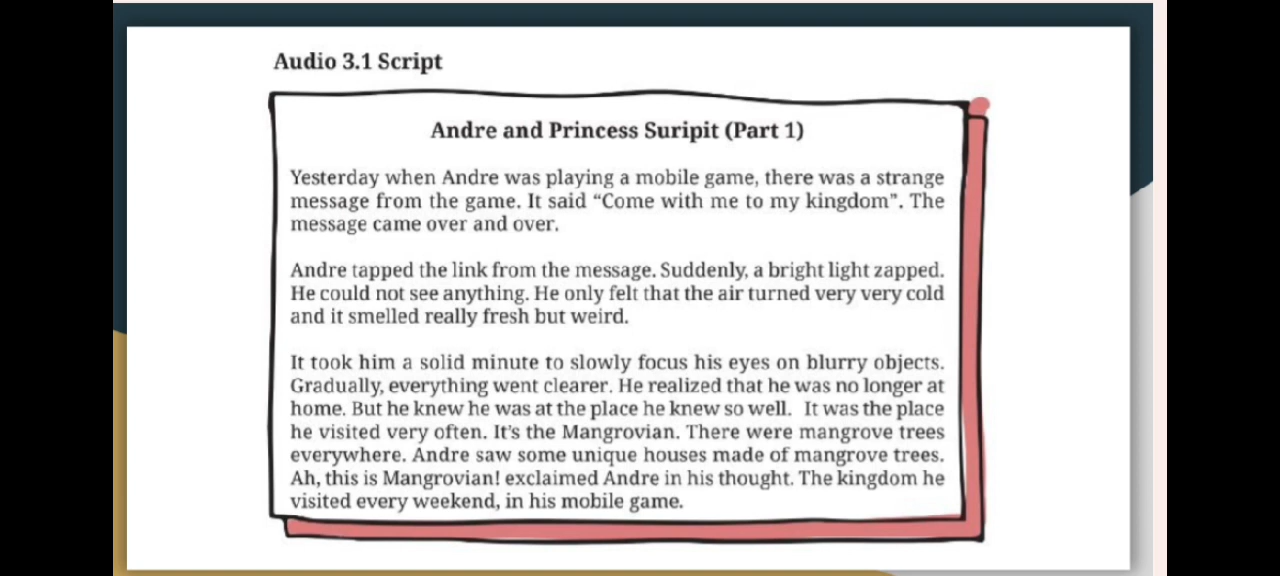 Audio 3.1 Script
Andre and Princess Suripit (Part 1)
Yesterday when Andre was playing a mobile game, there was a strange
message from the game. It said “Come with me to my kingdom”. The
message came over and over.
Andre tapped the link from the message. Suddenly, a bright light zapped.
He could not see anything. He only felt that the air turned very very cold
and it smelled really fresh but weird.
It took him a solid minute to slowly focus his eyes on blurry objects.
Gradually, everything went clearer. He realized that he was no longer at
home. But he knew he was at the place he knew so well. It was the place
he visited very often. It’s the Mangrovian. There were mangrove trees
everywhere. Andre saw some unique houses made of mangrove trees.
Ah, this is Mangrovian! exclaimed Andre in his thought. The kingdom he
visited every weekend, in his mobile game.